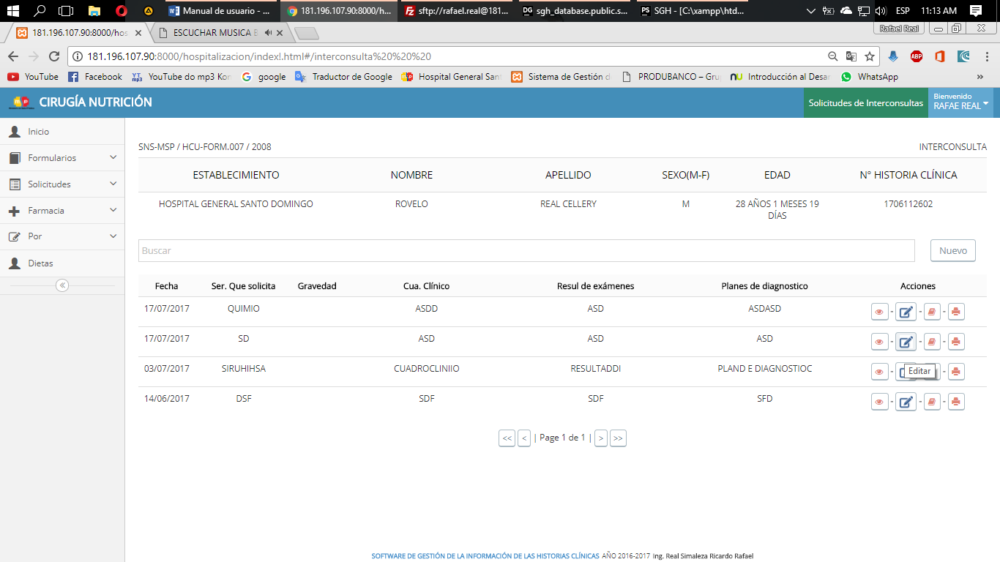 Manual de usuario - ...
181.196.107.90:8000/h...
sftp://rafael.real@181...
DG sgh_database.public.s...
PS SGH - [C:\xampp\htd...
ESP 11:13 AM
181.196.107.90:8000/hos
ESCUCHAR MUSICA
Rafael Real
181.196.107.90:8000/hospitalizacion/index!.html#/interconsulta%20%20%20
ABP
YouTube
Facebook
YT mp3 YouTube do mp3 Kon
google
Traductor de Google
Hospital General Sant
Sistema de Gestión d
PRODUBANCO – Gru
Introducción al Desar
WhatsApp
»
CIRUGÍA NUTRICIÓN
Solicitudes de Interconsultas
Bienvenido
RAFAE REAL
Inicio
Formularios
Solicitudes
Farmacia
Por
Dietas
«
SNS-MSP / HCU-FORM.007 / 2008 INTERCONSULTA
ESTABLECIMIENTO NOMBRE APELLIDO SEXO(M-F) EDAD N° HISTORIA CLÍNICA
HOSPITAL GENERAL SANTO DOMINGO ROVELO REAL CELLERY M 28 AÑOS 1 MESES 19 DÍAS 1706112602
Buscar Nuevo
Fecha Ser. Que solicita Gravedad Cua. Clínico Resul de exámenes Planes de diagnostico Acciones
17/07/2017 QUIMIO ASDD ASD ASDASD - - -
17/07/2017 SD ASD ASD ASD - - -
03/07/2017 SIRUHIHSA CUADROCLINIIO RESULTADDI PLAND E DIAGNOSTIOC - -
Editar
14/06/2017 DSF SDF SDF SFD - - -
<< < | Page 1 de 1 | > >>
SOFTWARE DE GESTIÓN DE LA INFORMACIÓN DE LAS HISTORIAS CLÍNICAS AÑO 2016-2017 Ing. Real Simaleza Ricardo Rafael